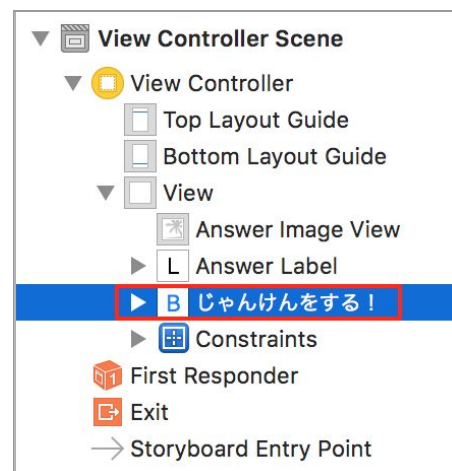 View Controller Scene
View Controller
Top Layout Guide
Bottom Layout Guide
View
Answer Image View
L Answer Label
B じゃんけんをする！
Constraints
First Responder
Exit
Storyboard Entry Point